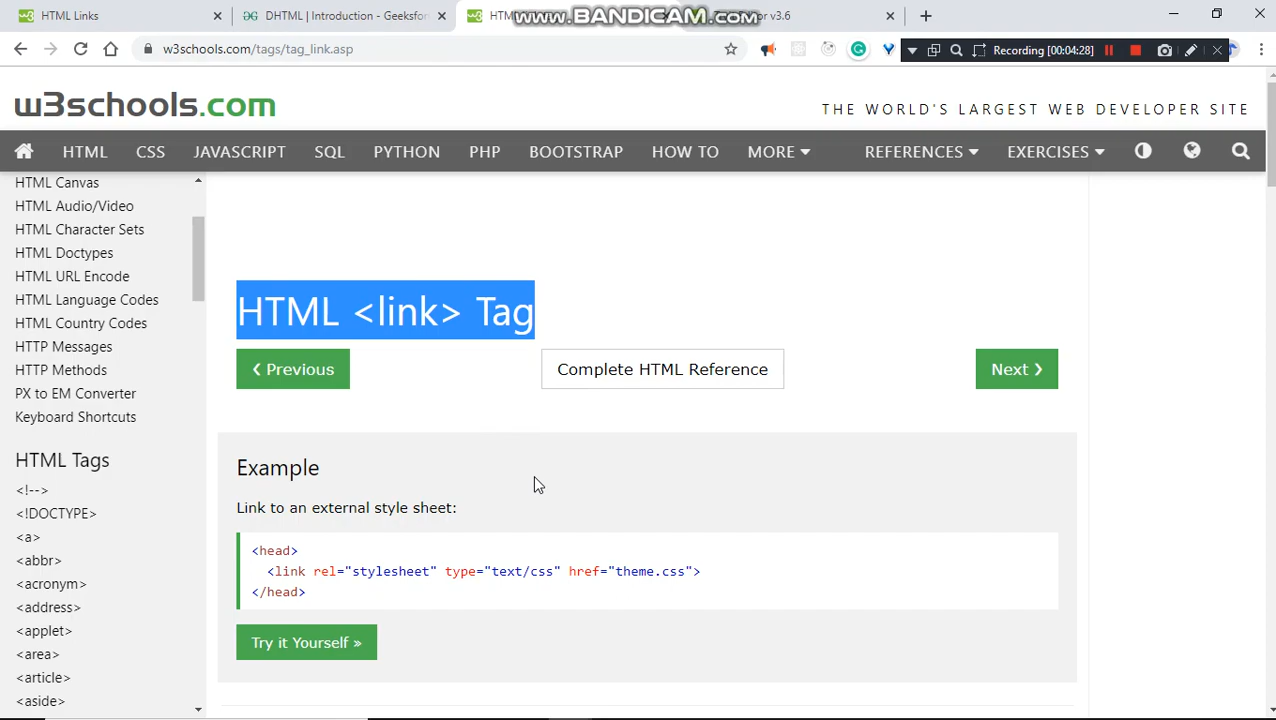 HTML Links
DHTML | Introduction - Geeksfor
HTM
www.BANDICAM.com
or v3.6
w3schools.com/tags/tag_link.asp
Recording [00:04:28]
w3schools.com
THE WORLD'S LARGEST WEB DEVELOPER SITE
HTML CSS JAVASCRIPT SQL PYTHON PHP BOOTSTRAP HOW TO MORE REFERENCES EXERCISES
HTML Canvas
HTML Audio/Video
HTML Character Sets
HTML Doctypes
HTML URL Encode
HTML Language Codes
HTML Country Codes
HTTP Messages
HTTP Methods
PX to EM Converter
Keyboard Shortcuts
HTML Tags
<!-->
<!DOCTYPE>
<a>
<abbr>
<acronym>
<address>
<applet>
<area>
<article>
<aside>
HTML <link> Tag
❮ Previous
Complete HTML Reference
Next ❯
Example
Link to an external style sheet:
<head>
<link rel="stylesheet" type="text/css" href="theme.css">
</head>
Try it Yourself »